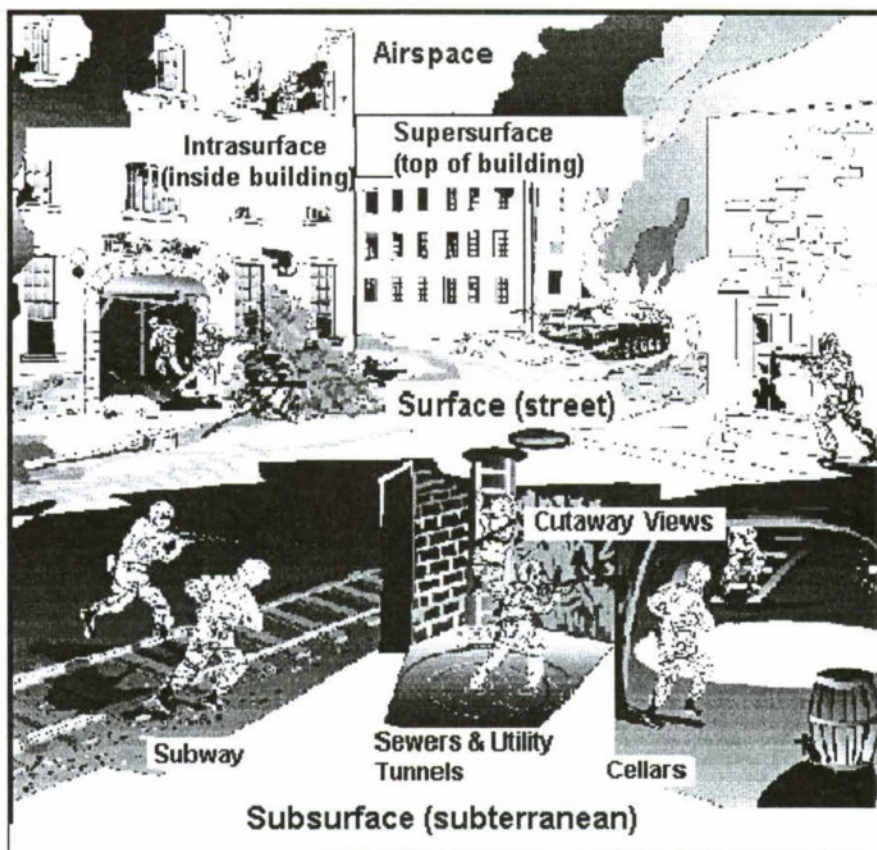 Airspace
Intrasurface
(inside building)
Supersurface
(top of building)
Surface (street)
Cutaway Views
Subway
Sewers & Utility
Tunnels
Cellars
Subsurface (subterranean)